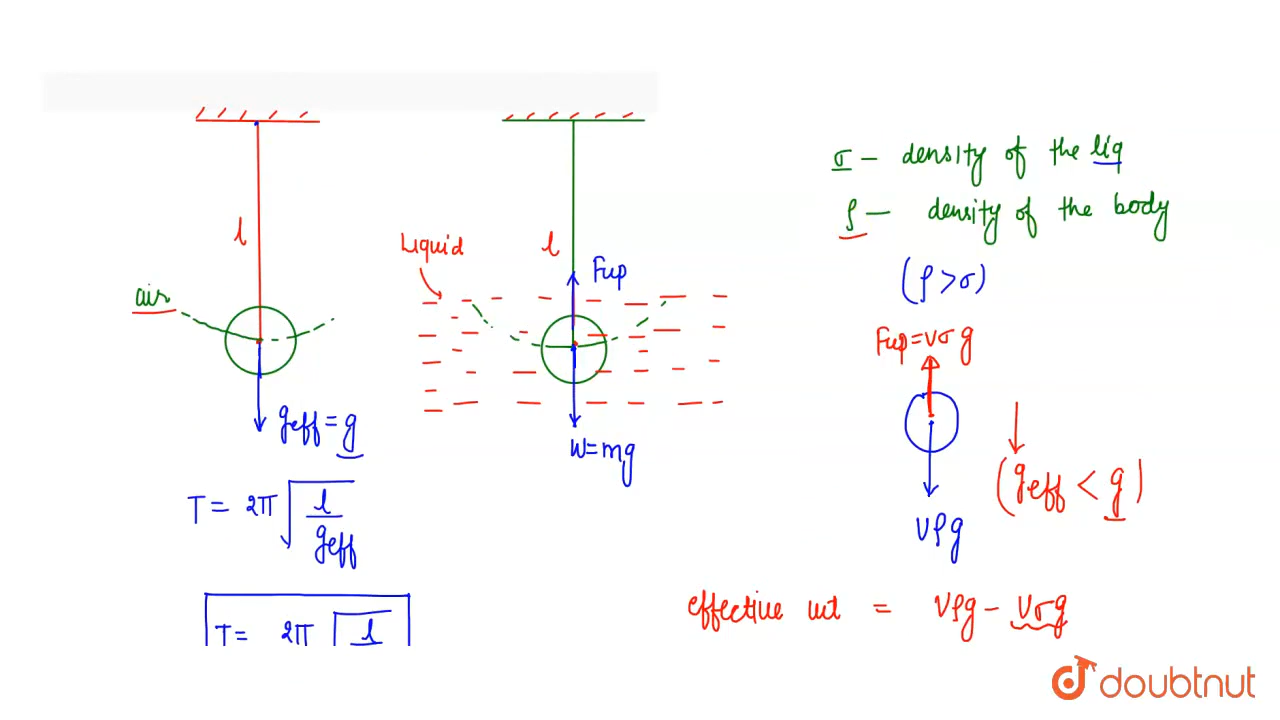 l
air
geff = g
T = 2π √(l/geff)
T = 2π √(l
Liquid
l
Fup
W = mg
σ – density of the liq
ρ – density of the body
(ρ > σ)
Fup = Vσg
Vρg
(geff < g)
effective wt = Vρg – Vσg
doubtnut